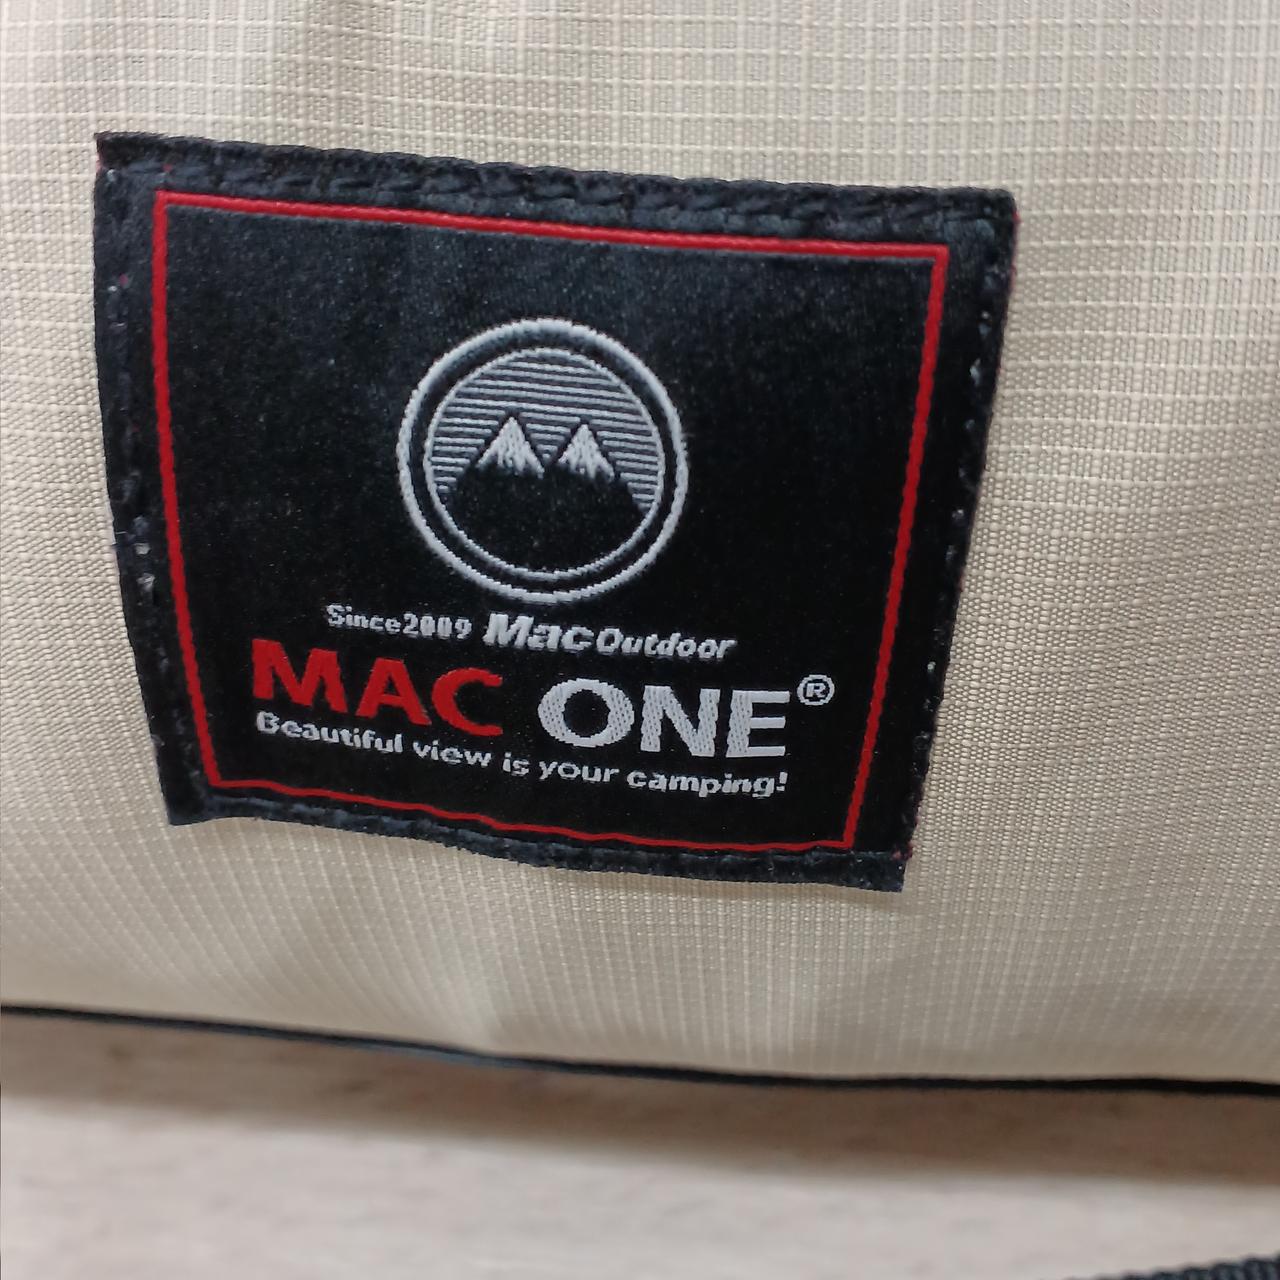 Since2009 MacOutdoor
MAC ONE®
Beautiful view is your camping!